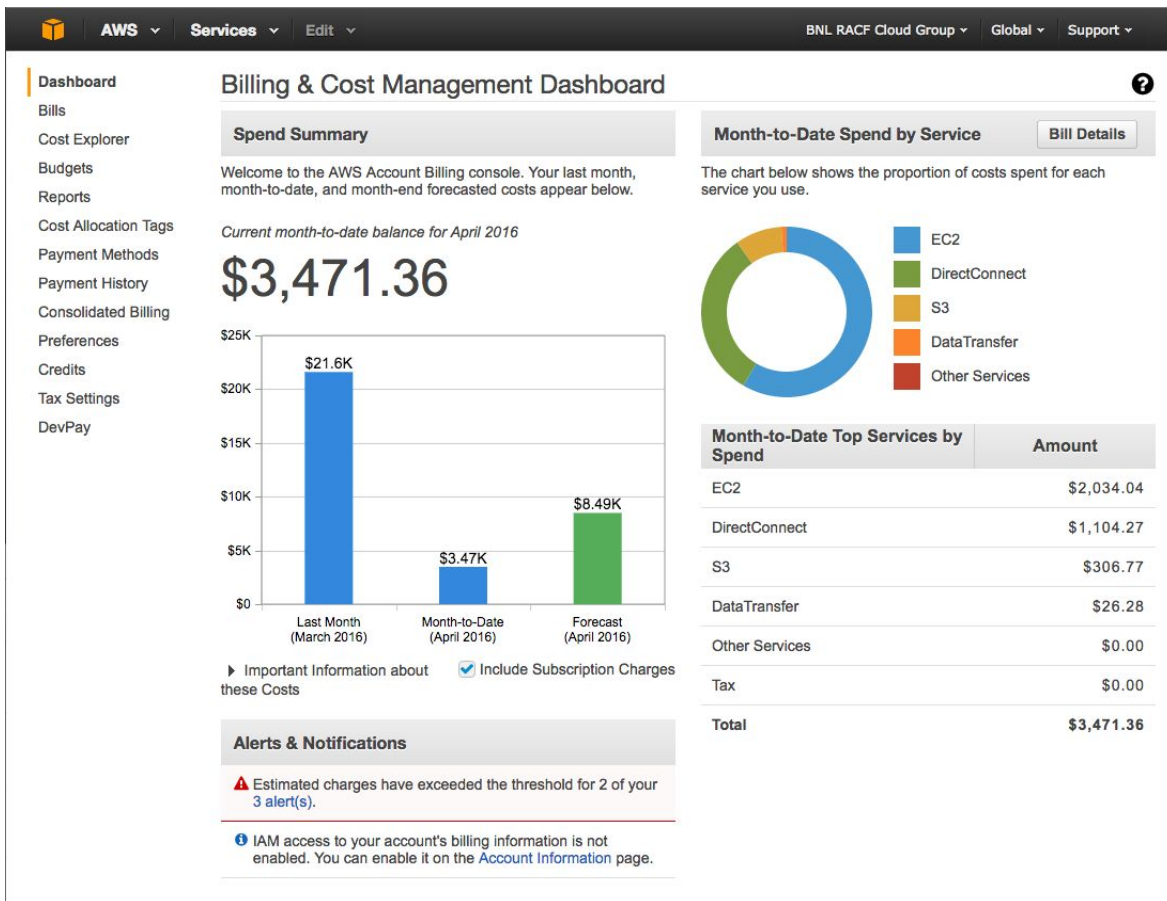 AWS Services Edit BNL RACF Cloud Group Global Support
Dashboard
Bills
Cost Explorer
Budgets
Reports
Cost Allocation Tags
Payment Methods
Payment History
Consolidated Billing
Preferences
Credits
Tax Settings
DevPay
Billing & Cost Management Dashboard
?
Spend Summary
Welcome to the AWS Account Billing console. Your last month,
month-to-date, and month-end forecasted costs appear below.
Current month-to-date balance for April 2016
$3,471.36
$25K
$20K
$15K
$10K
$5K
$0
$21.6K
$3.47K
$8.49K
Last Month
(March 2016)
Month-to-Date
(April 2016)
Forecast
(April 2016)
Important Information about
these Costs
Include Subscription Charges
Alerts & Notifications
Estimated charges have exceeded the threshold for 2 of your
3 alert(s).
IAM access to your account's billing information is not
enabled. You can enable it on the Account Information page.
Month-to-Date Spend by Service
Bill Details
The chart below shows the proportion of costs spent for each
service you use.
EC2
DirectConnect
S3
DataTransfer
Other Services
Month-to-Date Top Services by
Spend
Amount
EC2 $2,034.04
DirectConnect $1,104.27
S3 $306.77
DataTransfer $26.28
Other Services $0.00
Tax $0.00
Total $3,471.36